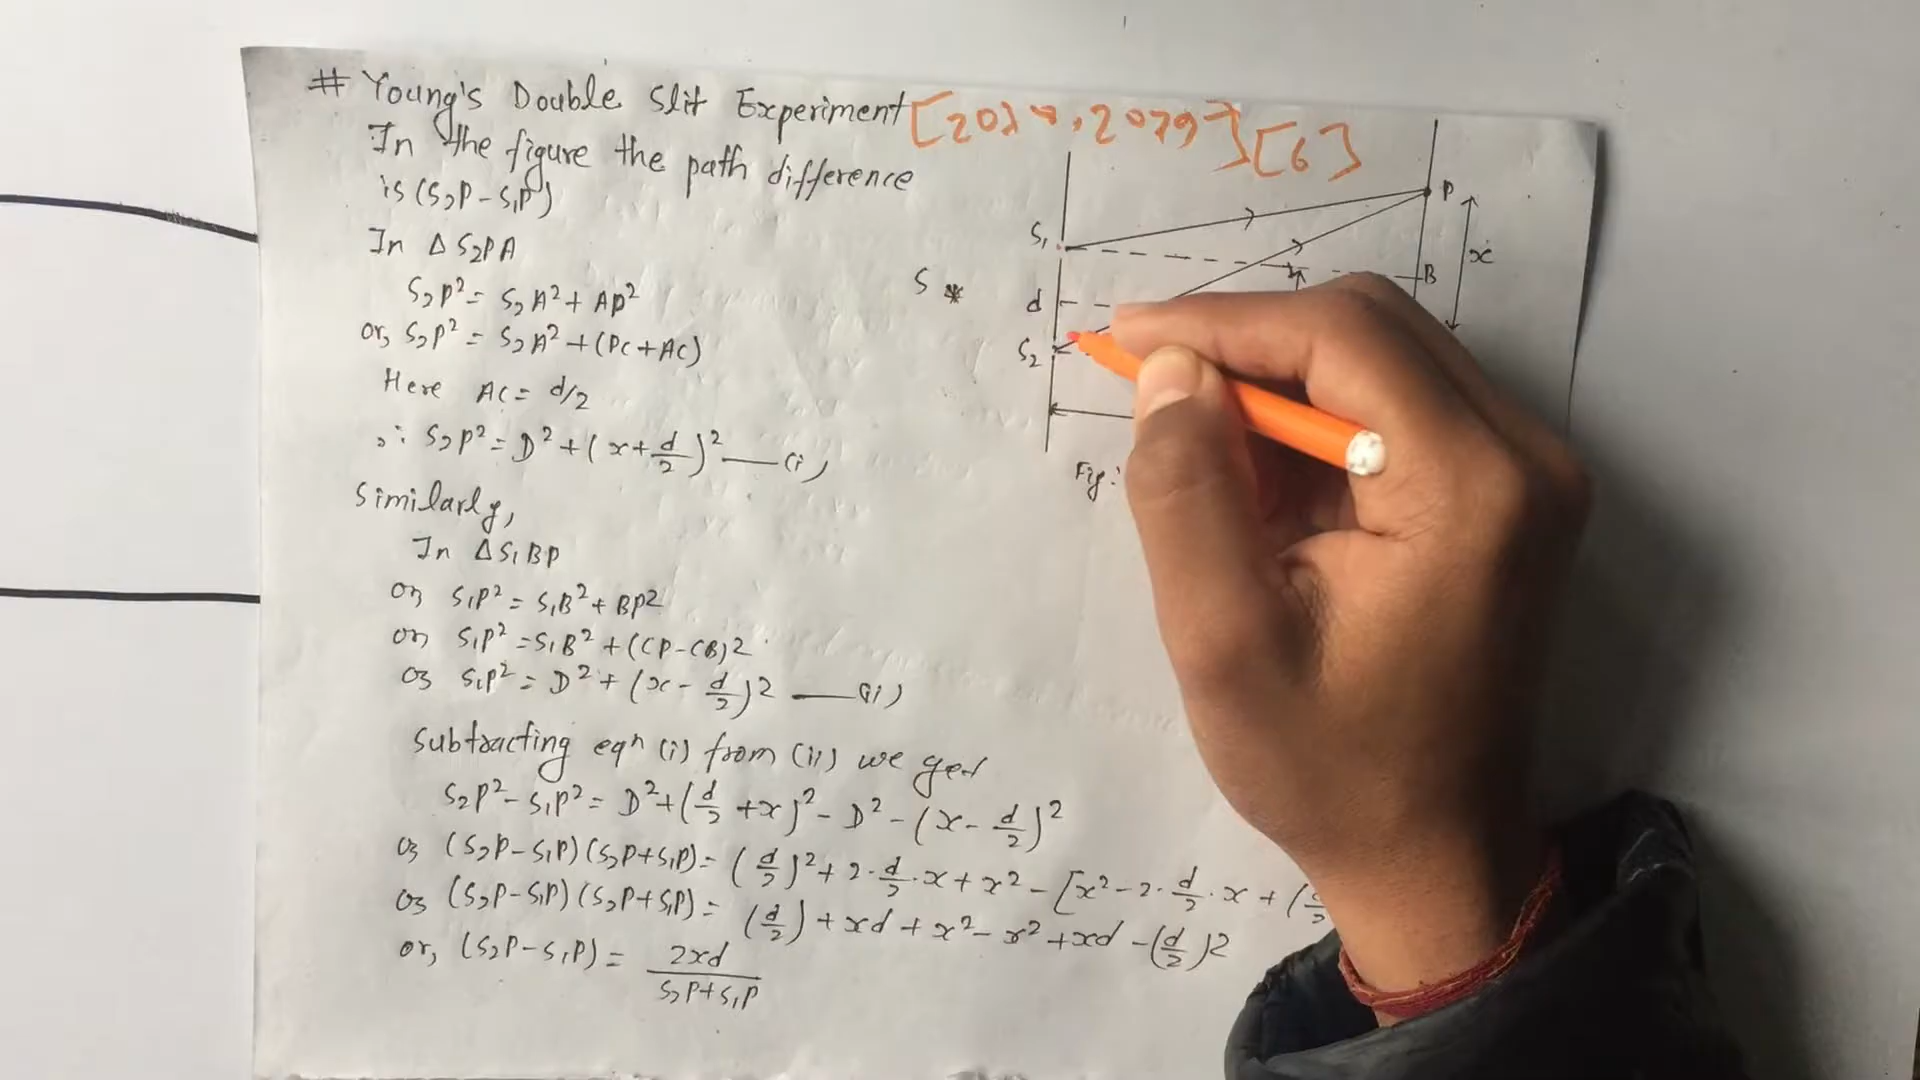 # Young's Double Slit Experiment [20 , 2079] [6]
In the figure the path difference
is (S2P - S1P)
In Δ S2PA
S2P² = S2A² + AP²
or, S2P² = S2A² + (PC + AC)
Here AC = d/2
∴ S2P² = D² + (x + d/2)² — (i)
Similarly,
In Δ S1BP
or S1P² = S1B² + BP2
or, S1P² = S1B² + (CP - CB)2
or S1P² = D² + (x - d/2)2 — (ii)
Subtracting eqn (i) from (ii) we get
S2P² - S1P² = D² + (d/2 + x)² - D² - (x - d/2)²
or (S2P - S1P) (S2P + S1P) = (d/2)² + 2·d/2·x + x² - [x² - 2·d/2·x + (
or (S2P - S1P) (S2P + S1P) = (d/2) + xd + x² - x² + xd - (d/2)2
or, (S2P - S1P) = 2xd / S2P + S1P
P
S1
x
B
S *
d
S2
Fig: